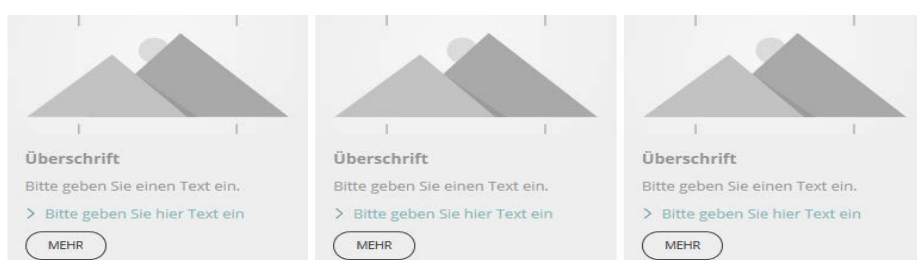 Überschrift
Bitte geben Sie einen Text ein.
> Bitte geben Sie hier Text ein
MEHR
Überschrift
Bitte geben Sie einen Text ein.
> Bitte geben Sie hier Text ein
MEHR
Überschrift
Bitte geben Sie einen Text ein.
> Bitte geben Sie hier Text ein
MEHR